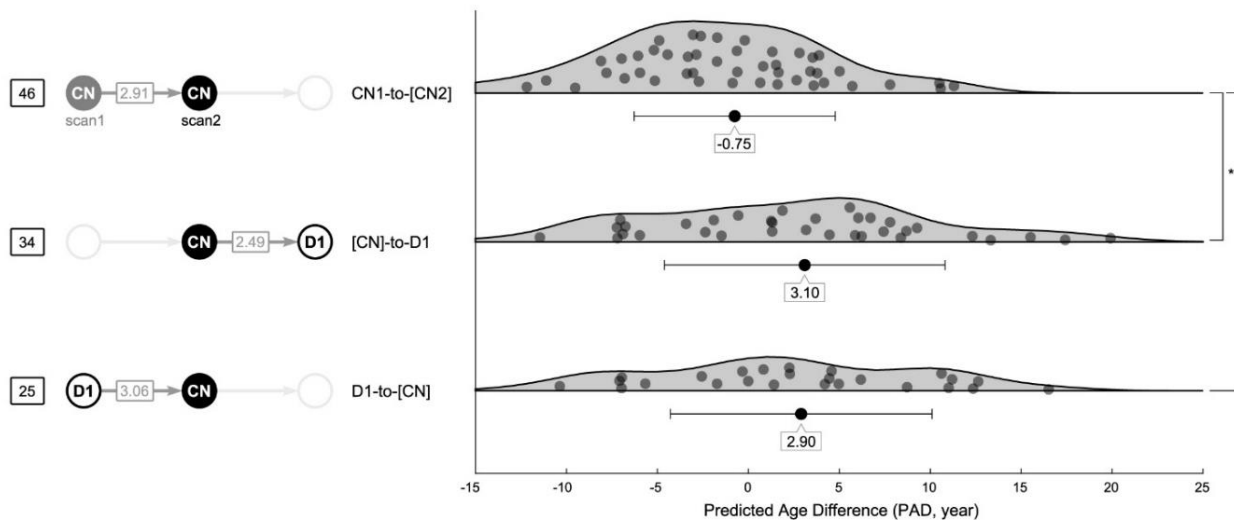 46 CN 2.91 CN CN1-to-[CN2]
scan1 scan2
-0.75
*
34 CN 2.49 D1 [CN]-to-D1
3.10
25 D1 3.06 CN D1-to-[CN]
2.90
-15 -10 -5 0 5 10 15 20 25
Predicted Age Difference (PAD, year)